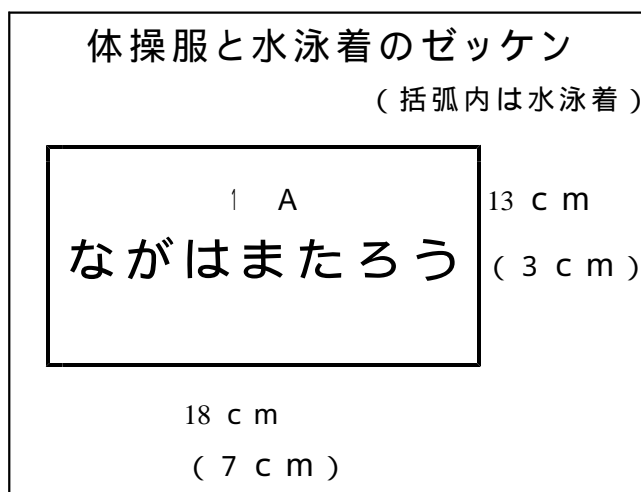 体操服と水泳着のゼッケン
(括弧内は水泳着)
1 A
13 cm
ながはまたろう
(3cm)
18 cm
(7cm)